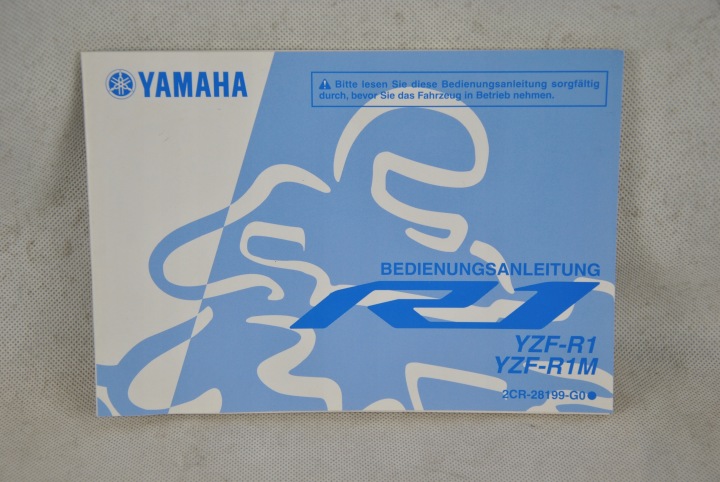 YAMAHA
Bitte lesen Sie diese Bedienungsanleitung sorgfältig
durch, bevor Sie das Fahrzeug in Betrieb nehmen.
BEDIENUNGSANLEITUNG
R1
YZF-R1
YZF-R1M
2CR-28199-G0